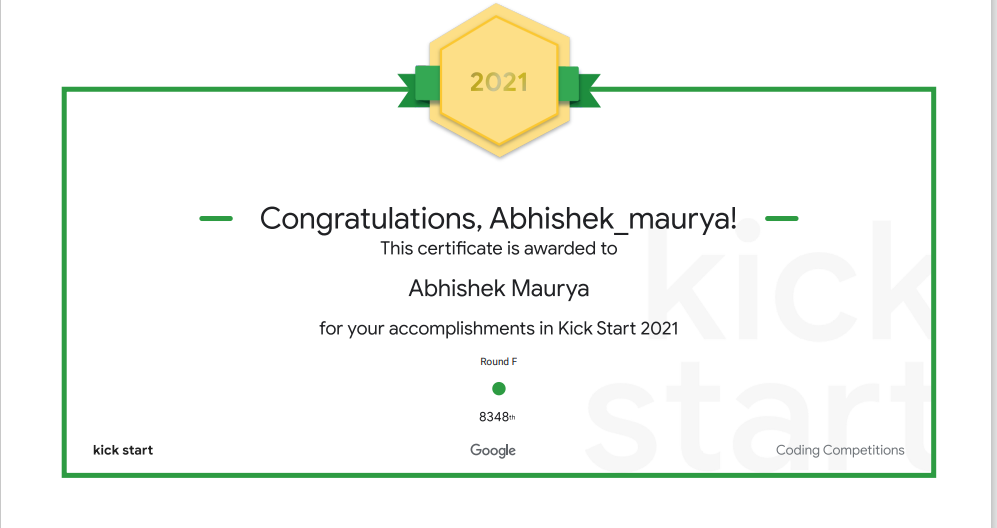 2021
Congratulations, Abhishek_maurya!
This certificate is awarded to
Abhishek Maurya
for your accomplishments in Kick Start 2021
Round F
8348th
kick start
Google
Coding Competitions
kick
start